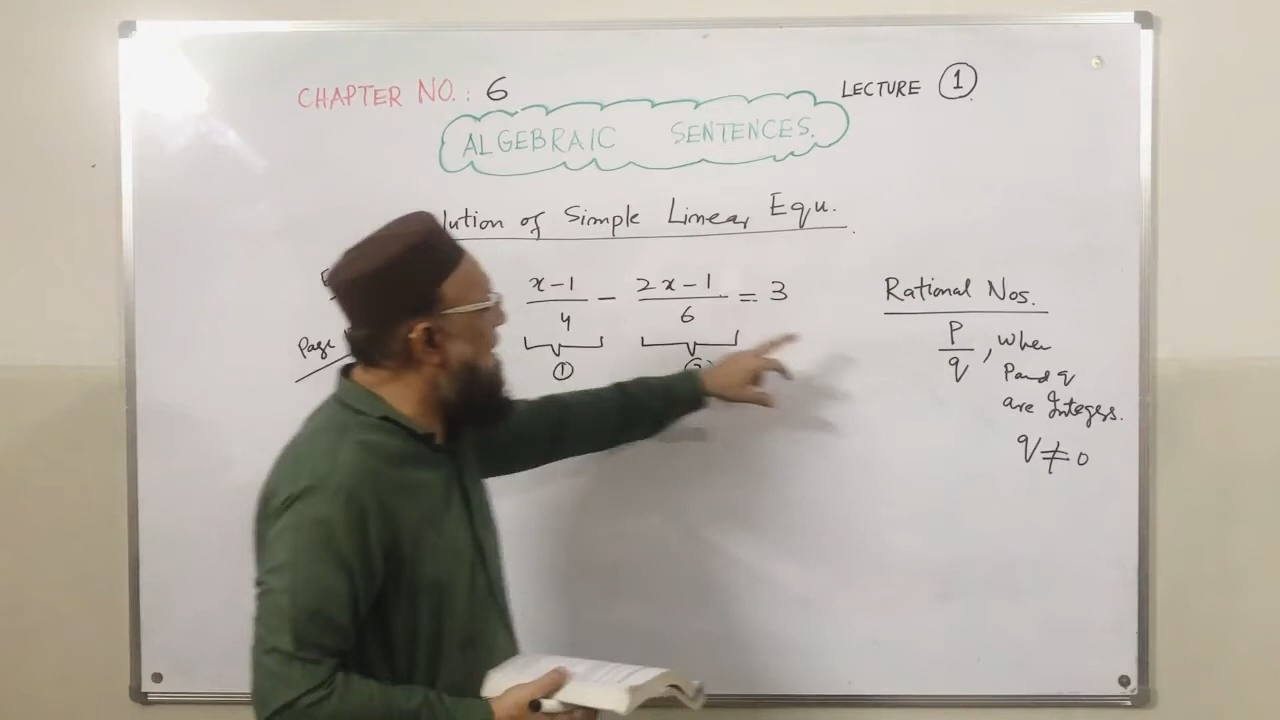 CHAPTER NO.: 6
LECTURE ①
ALGEBRAIC SENTENCES.
lution of Simple Linear Equ.
x-1/4 - 2x-1/6 = 3
① 
Page
Rational Nos.
P/q, when
P and q
are Integers.
q ≠ 0